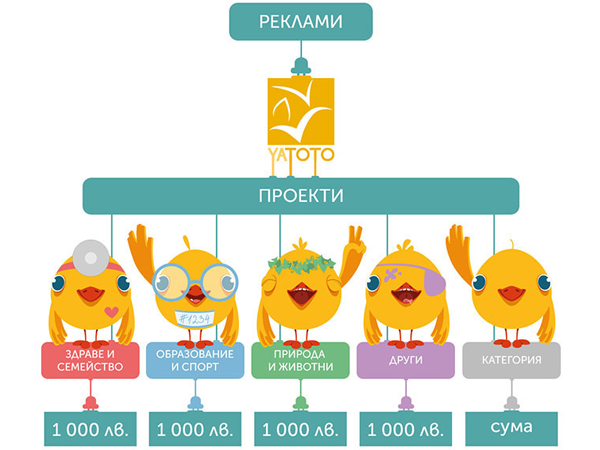 РЕКЛАМИ
YATOTO
ПРОЕКТИ
#1234
ЗДРАВЕ И
СЕМЕЙСТВО
ОБРАЗОВАНИЕ
И СПОРТ
ПРИРОДА
И ЖИВОТНИ
ДРУГИ
КАТЕГОРИЯ
1 000 лв.
1 000 лв.
1 000 лв.
1 000 лв.
сума